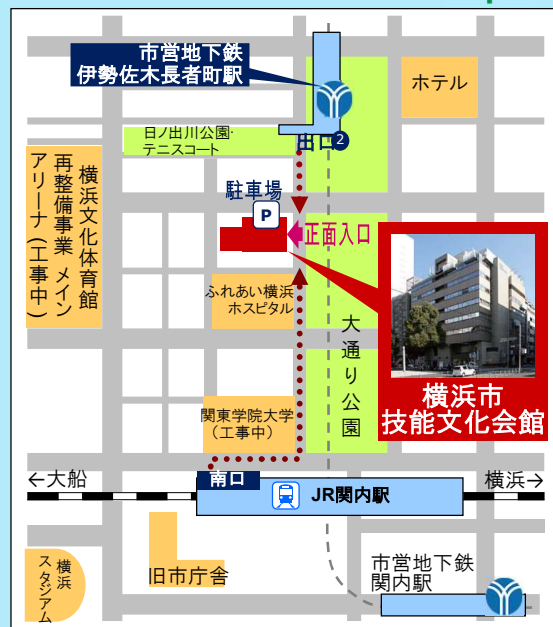 市営地下鉄
伊勢佐木長者町駅
ホテル
日ノ出川公園・
テニスコート
出口2
横浜文化体育館
再整備事業 メイン
アリーナ（工事中）
駐車場
P
正面入口
ふれあい横浜
ホスピタル
大通り公園
横浜市
技能文化会館
関東学院大学
（工事中）
←大船
南口
JR関内駅
横浜→
横浜
スタジアム
旧市庁舎
市営地下鉄
関内駅